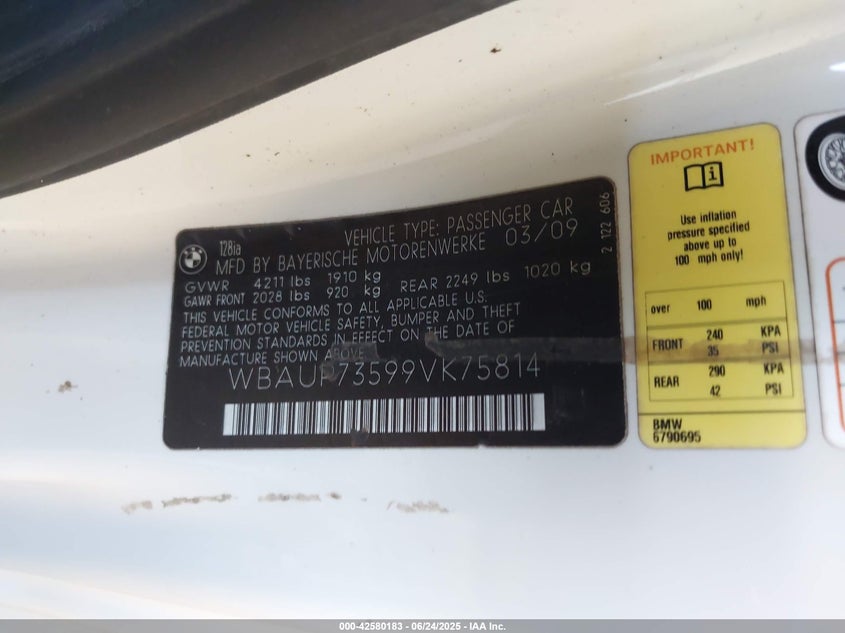 128ia
VEHICLE TYPE: PASSENGER CAR
MFD BY BAYERISCHE MOTORENWERKE 03/09
GVWR 4211 lbs 1910 kg
GAWR FRONT 2028 lbs 920 kg REAR 2249 lbs 1020 kg
THIS VEHICLE CONFORMS TO ALL APPLICABLE U.S.
FEDERAL MOTOR VEHICLE SAFETY, BUMPER AND THEFT
PREVENTION STANDARDS IN EFFECT ON THE DATE OF
MANUFACTURE SHOWN ABOVE
WBAUP73599VK75814
2 122 606
IMPORTANT!
Use inflation
pressure specified
above up to
100 mph only!
over 100 mph
FRONT 240 KPA
35 PSI
REAR 290 KPA
42 PSI
BMW
6790695
000-42580183 - 06/24/2025 - IAA Inc.